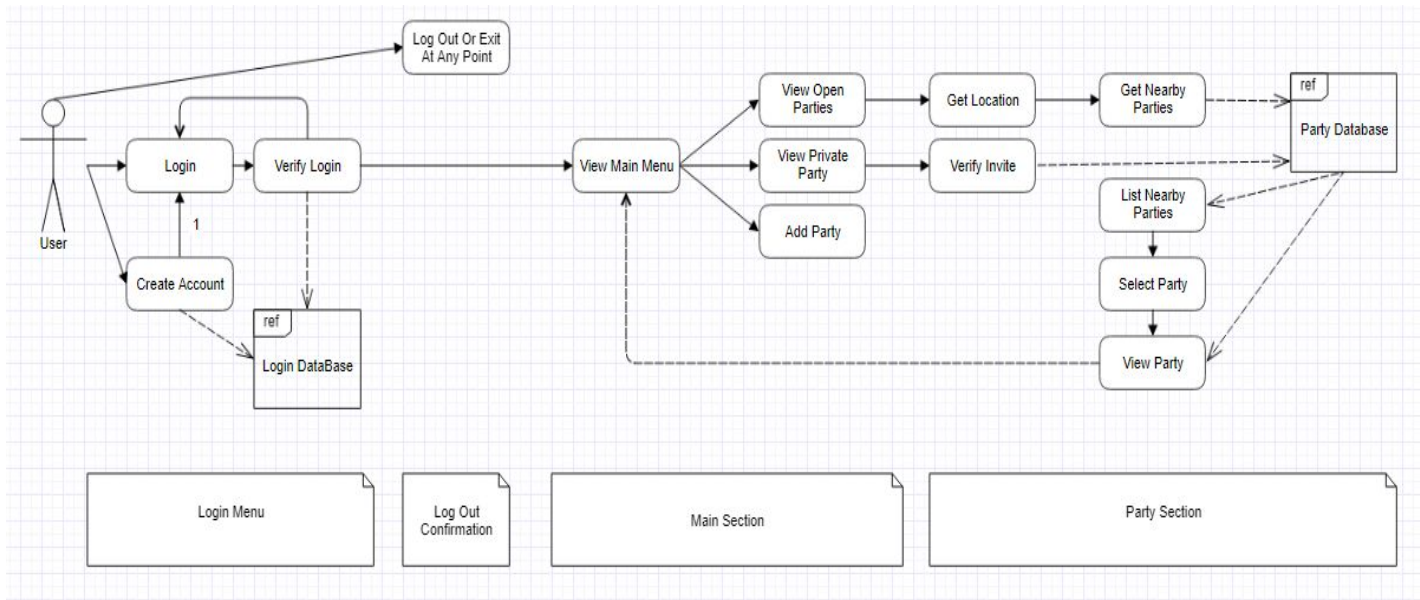 Log Out Or Exit
At Any Point
User
Login
Verify Login
1
Create Account
ref
Login DataBase
View Main Menu
View Open
Parties
Get Location
Get Nearby
Parties
ref
Party Database
View Private
Party
Verify Invite
Add Party
List Nearby
Parties
Select Party
View Party
Login Menu
Log Out
Confirmation
Main Section
Party Section